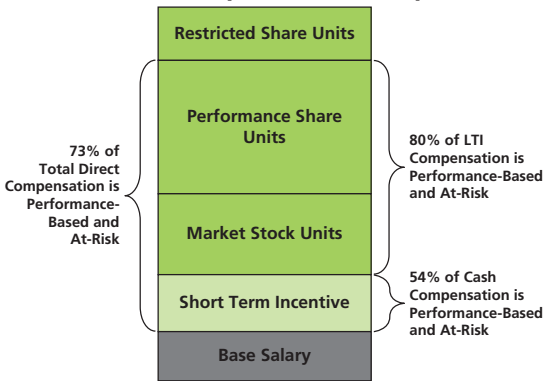 Restricted Share Units
Performance Share
Units
Market Stock Units
Short Term Incentive
Base Salary
73% of
Total Direct
Compensation is
Performance-
Based and
At-Risk
80% of LTI
Compensation is
Performance-Based
and At-Risk
54% of Cash
Compensation is
Performance-Based
and At-Risk